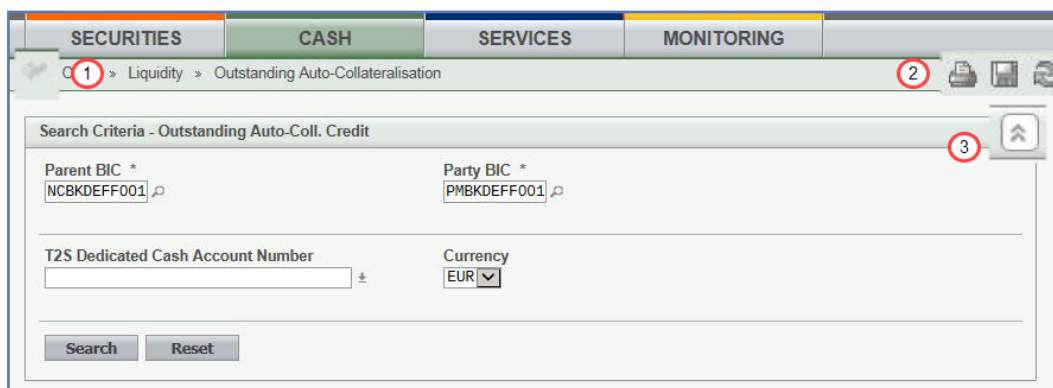 SECURITIES CASH SERVICES MONITORING
1 » Liquidity » Outstanding Auto-Collateralisation 2
Search Criteria - Outstanding Auto-Coll. Credit
3
Parent BIC * Party BIC *
NCBKDEFF001 PMBKDEFF001
T2S Dedicated Cash Account Number Currency
EUR
Search Reset